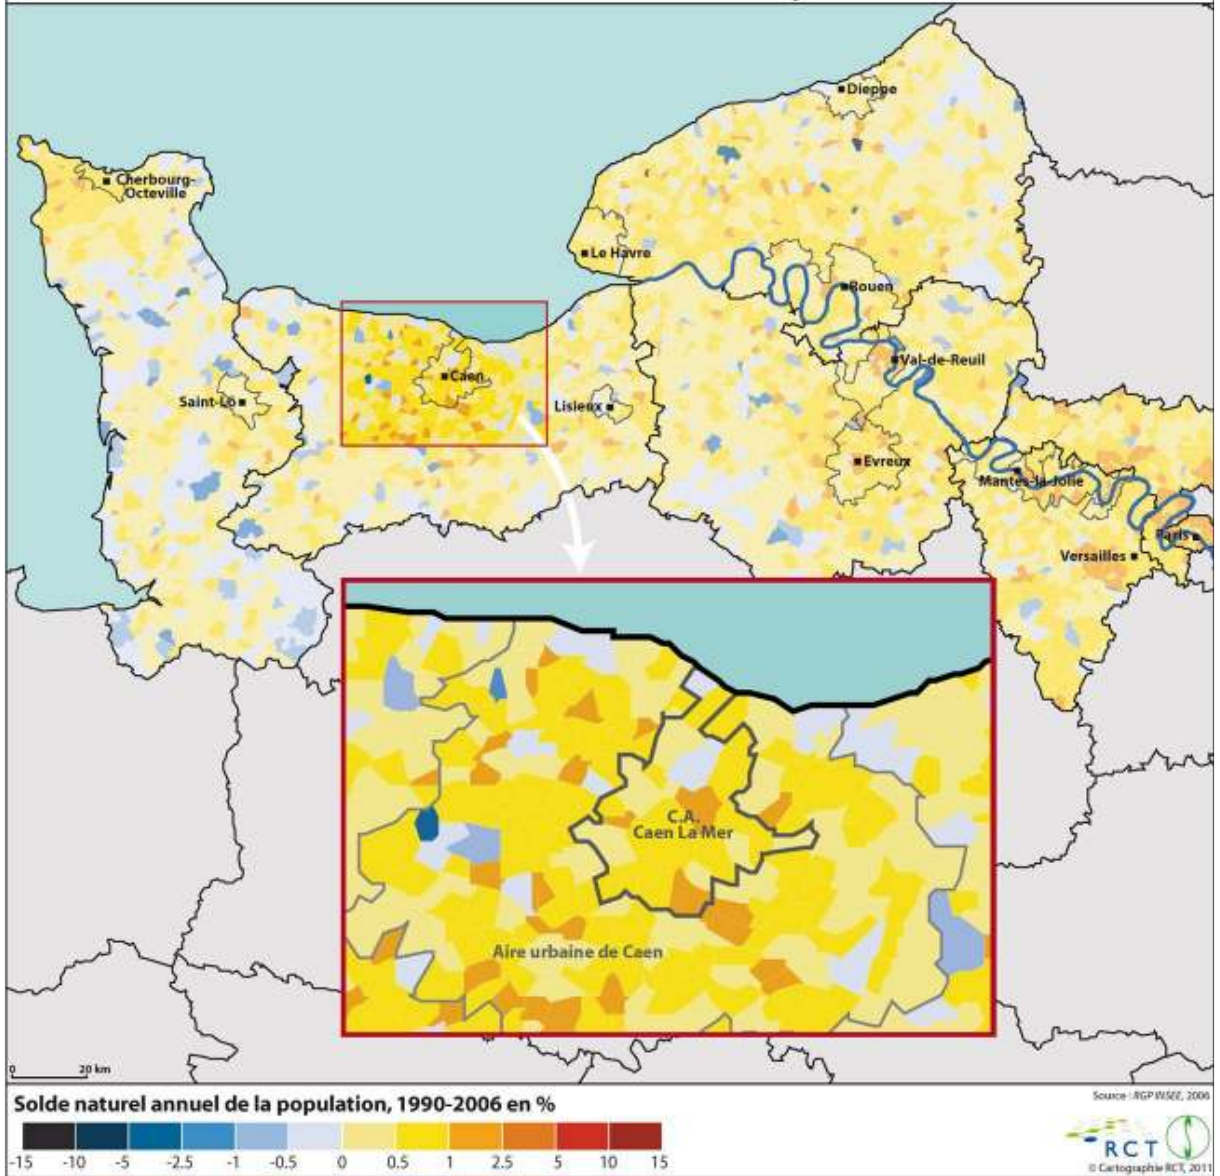 Dieppe
Cherbourg-
Octeville
Le Havre
Rouen
Val-de-Reuil
Caen
Saint-Lô
Lisieux
Evreux
Mantes-la-Jolie
Paris
Versailles
C.A.
Caen La Mer
Aire urbaine de Caen
0 20 km
Solde naturel annuel de la population, 1990-2006 en %
Source : RGP INSEE, 2006
-15 -10 -5 -2.5 -1 -0.5 0 0.5 1 2.5 5 10 15
RCT
© Cartographie RCT, 2011